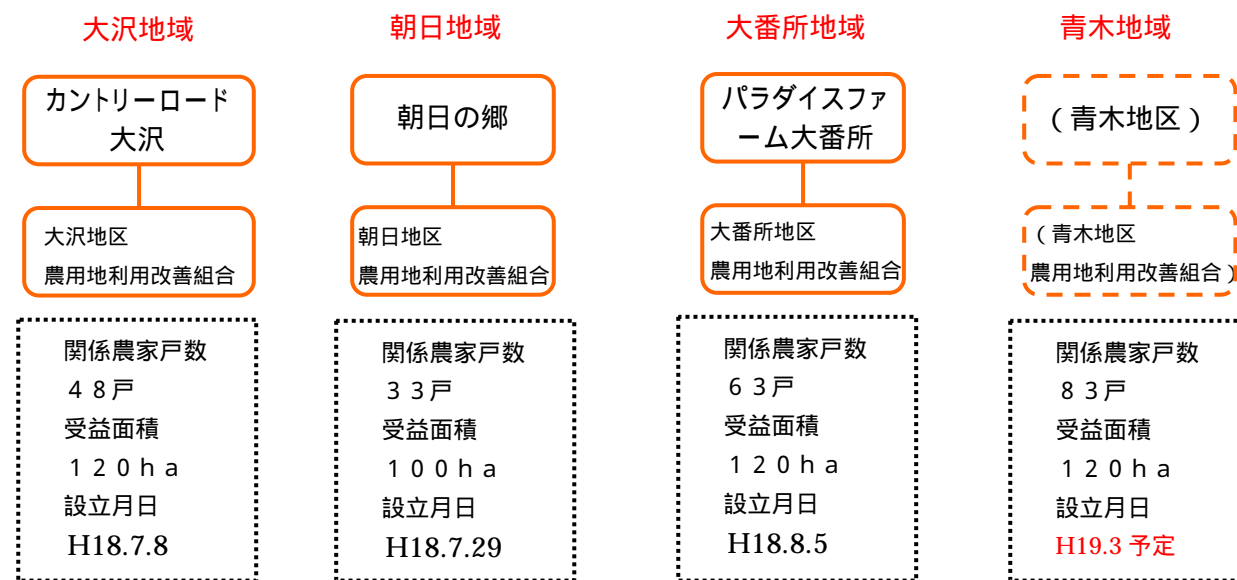 大沢地域
カントリーロード
大沢
大沢地区
農用地利用改善組合
関係農家戸数
４８戸
受益面積
１２０ｈａ
設立月日
H18.7.8
朝日地域
朝日の郷
朝日地区
農用地利用改善組合
関係農家戸数
３３戸
受益面積
１００ｈａ
設立月日
H18.7.29
大番所地域
パラダイスファ
ーム大番所
大番所地区
農用地利用改善組合
関係農家戸数
６３戸
受益面積
１２０ｈａ
設立月日
H18.8.5
青木地域
（青木地区）
（青木地区
農用地利用改善組合）
関係農家戸数
８３戸
受益面積
１２０ｈａ
設立月日
H19.3 予定